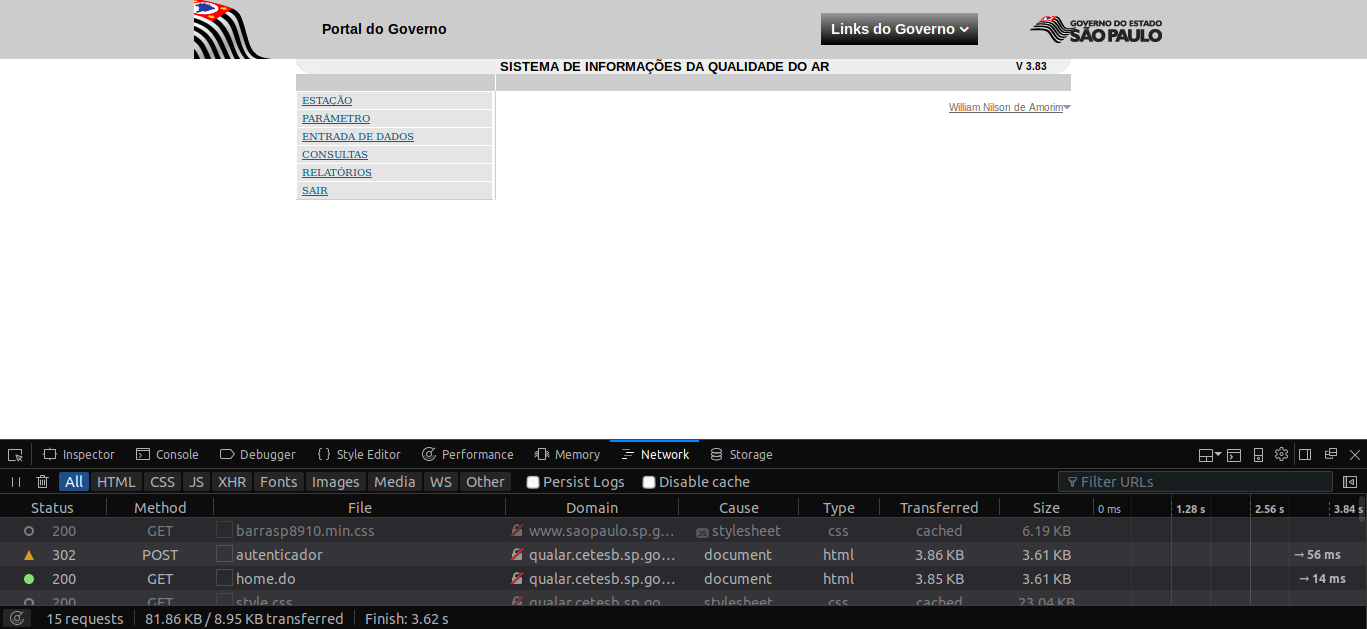 Portal do Governo
Links do Governo
GOVERNO DO ESTADO
SÃO PAULO
SISTEMA DE INFORMAÇÕES DA QUALIDADE DO AR
V 3.83
ESTAÇÃO
William Nilson de Amorim
PARÂMETRO
ENTRADA DE DADOS
CONSULTAS
RELATÓRIOS
SAIR
Inspector Console Debugger { } Style Editor Performance Memory Network Storage
All HTML CSS JS XHR Fonts Images Media WS Other Persist Logs Disable cache Filter URLs
Status Method File Domain Cause Type Transferred Size 0 ms 1.28 s 2.56 s 3.84 s
200 GET barrasp8910.min.css www.saopaulo.sp.g... JS stylesheet css cached 6.19 KB
302 POST autenticador qualar.cetesb.sp.go... document html 3.86 KB 3.61 KB → 56 ms
200 GET home.do qualar.cetesb.sp.go... document html 3.85 KB 3.61 KB → 14 ms
200 GET style.css qualar.cetesb.sp.go... stylesheet css cached 23.04 KB
15 requests 81.86 KB / 8.95 KB transferred Finish: 3.62 s